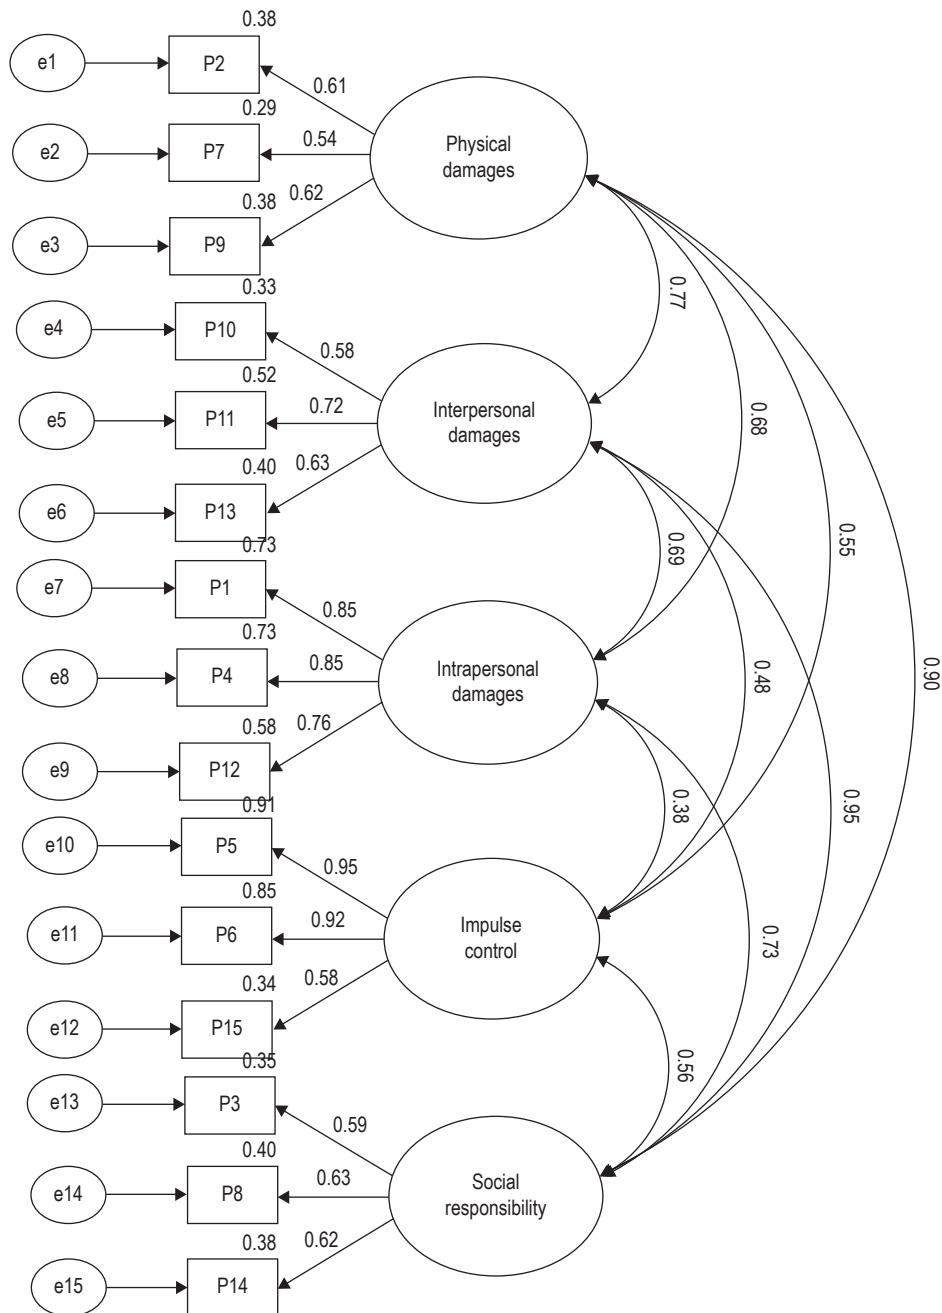 0.38
e1
P2
0.61
0.29
e2
P7
0.54
Physical
damages
0.38
0.62
e3
P9
0.33
0.77
e4
P10
0.58
0.52
e5
P11
0.72
Interpersonal
damages
0.68
0.40
0.63
e6
P13
0.73
0.69
0.55
e7
P1
0.85
0.73
e8
P4
0.85
Intrapersonal
damages
0.48
0.90
0.58
0.76
e9
P12
0.91
0.38
0.95
e10
P5
0.95
0.85
e11
P6
0.92
Impulse
control
0.73
0.34
0.58
e12
P15
0.35
0.56
e13
P3
0.59
0.40
e14
P8
0.63
Social
responsibility
0.38
0.62
e15
P14